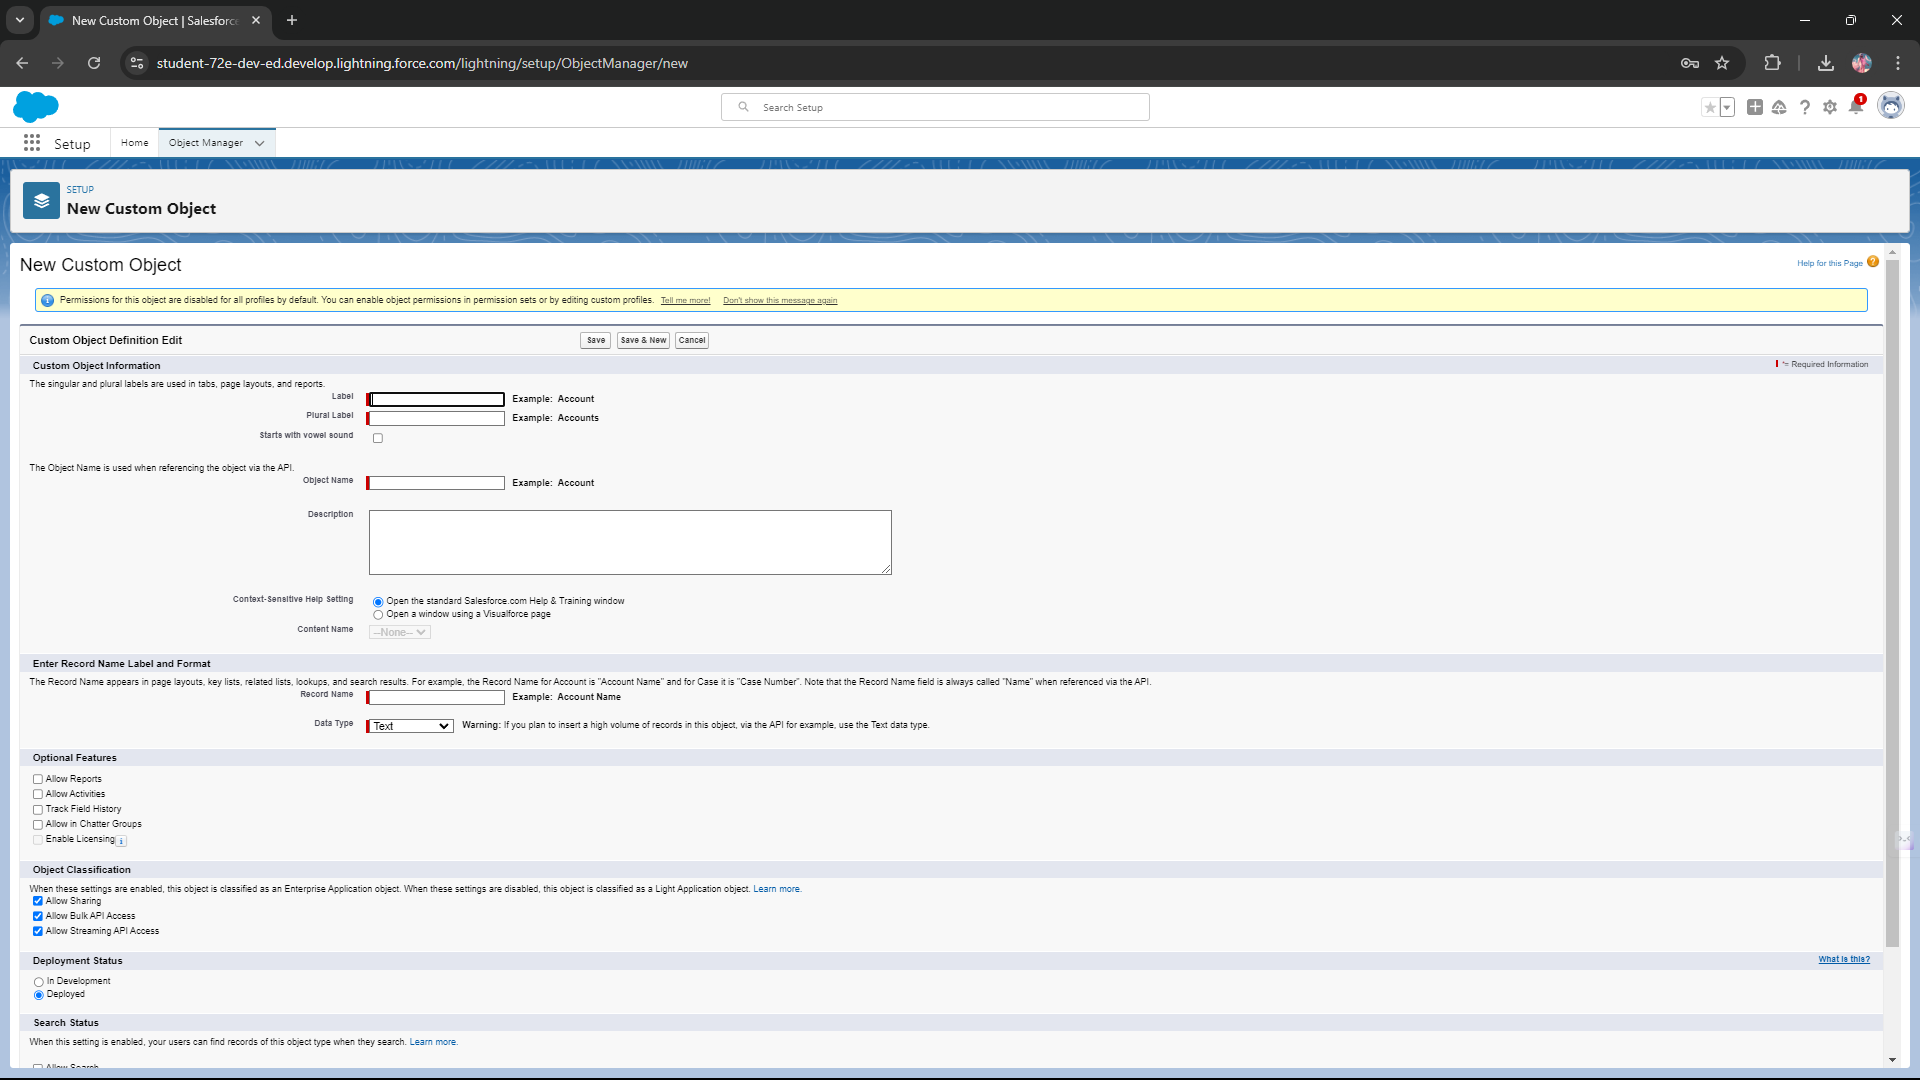 New Custom Object | Salesforce
student-72e-dev-ed.develop.lightning.force.com/lightning/setup/ObjectManager/new
Search Setup
1
Setup
Home
Object Manager
SETUP
New Custom Object
New Custom Object
Help for this Page
Permissions for this object are disabled for all profiles by default. You can enable object permissions in permission sets or by editing custom profiles. Tell me more! Don't show this message again
Custom Object Definition Edit
Save
Save & New
Cancel
Custom Object Information
= Required Information
The singular and plural labels are used in tabs, page layouts, and reports.
Label
Example: Account
Plural Label
Example: Accounts
Starts with vowel sound
The Object Name is used when referencing the object via the API.
Object Name
Example: Account
Description
Context-Sensitive Help Setting
Open the standard Salesforce.com Help & Training window
Open a window using a Visualforce page
Content Name
--None--
Enter Record Name Label and Format
The Record Name appears in page layouts, key lists, related lists, lookups, and search results. For example, the Record Name for Account is "Account Name" and for Case it is "Case Number". Note that the Record Name field is always called "Name" when referenced via the API.
Record Name
Example: Account Name
Data Type
Text
Warning: If you plan to insert a high volume of records in this object, via the API for example, use the Text data type.
Optional Features
Allow Reports
Allow Activities
Track Field History
Allow in Chatter Groups
Enable Licensing
Object Classification
When these settings are enabled, this object is classified as an Enterprise Application object. When these settings are disabled, this object is classified as a Light Application object. Learn more.
Allow Sharing
Allow Bulk API Access
Allow Streaming API Access
Deployment Status
What is this?
In Development
Deployed
Search Status
When this setting is enabled, your users can find records of this object type when they search. Learn more.
Allow Search